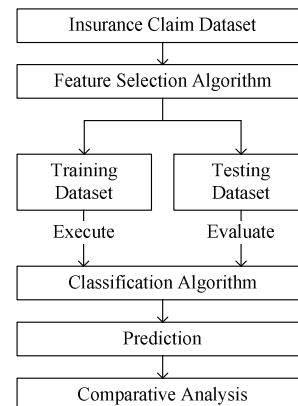 Insurance Claim Dataset
Feature Selection Algorithm
Training
Dataset
Testing
Dataset
Execute
Evaluate
Classification Algorithm
Prediction
Comparative Analysis